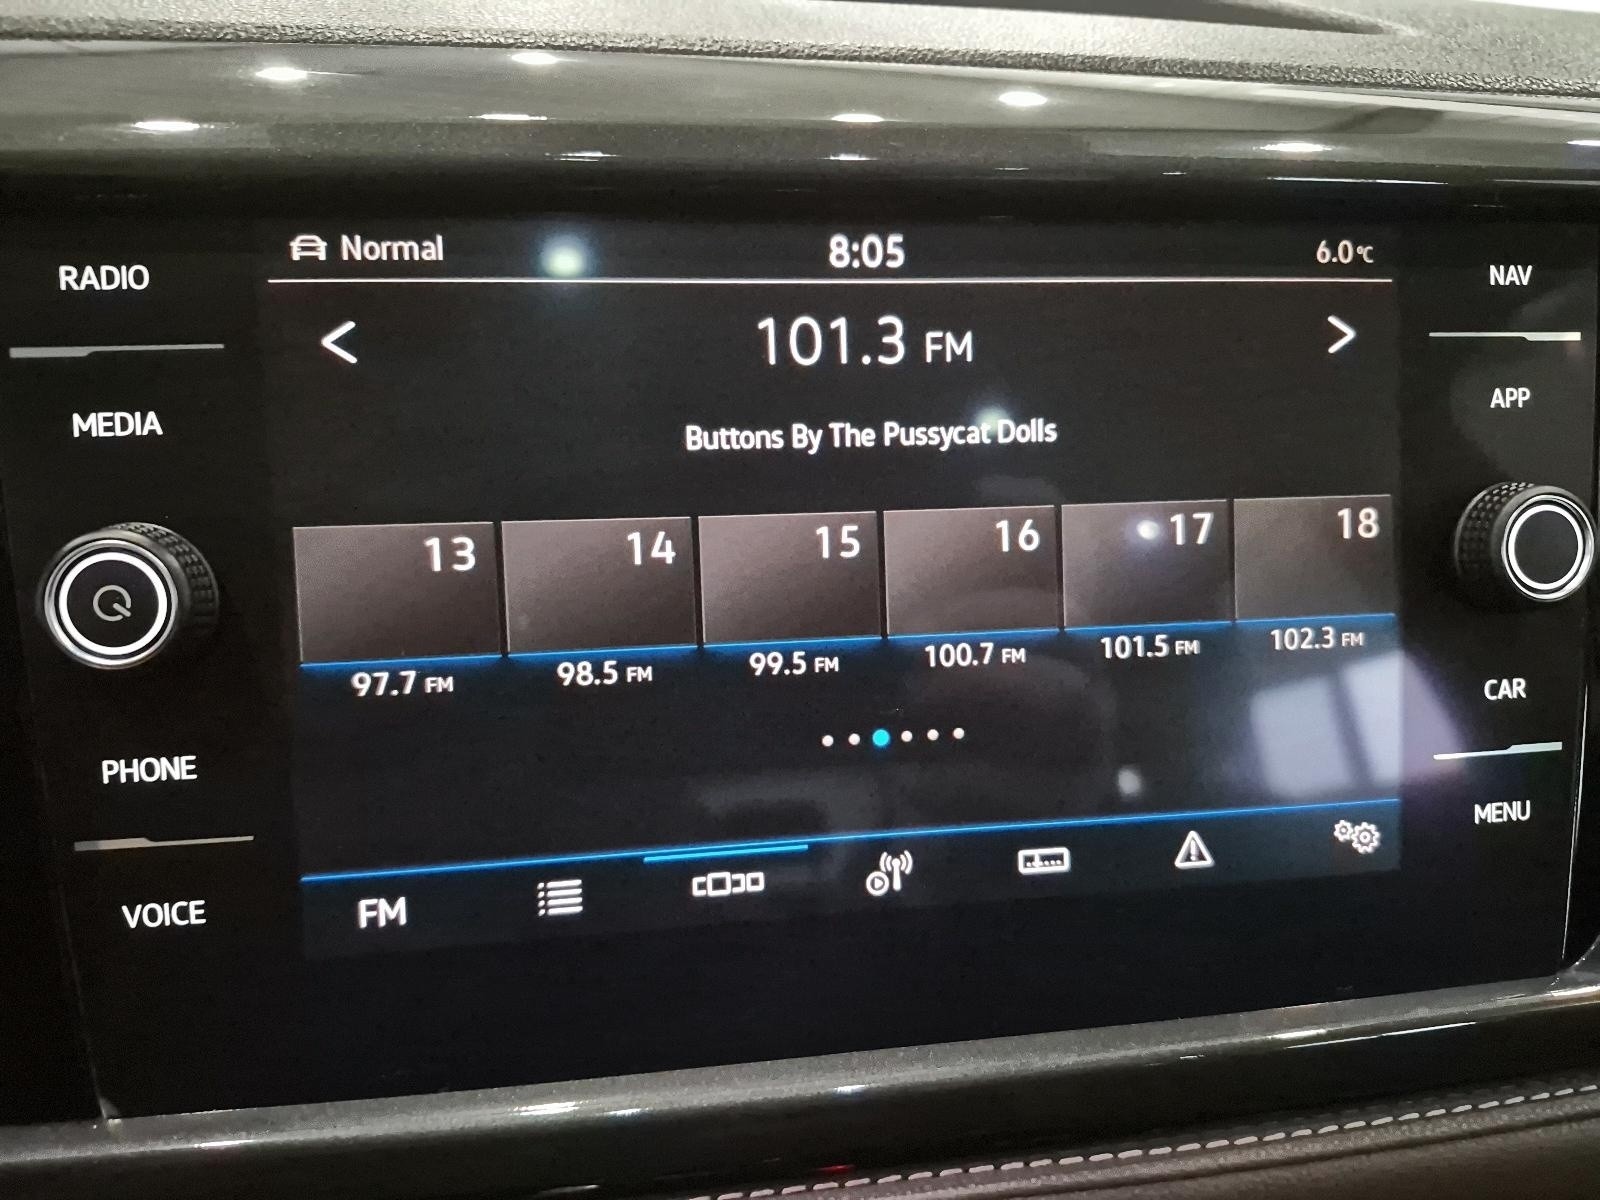 Normal 8:05 6.0°C
RADIO
NAV
< 101.3 FM >
MEDIA
APP
Buttons By The Pussycat Dolls
13 14 15 16 17 18
97.7 FM 98.5 FM 99.5 FM 100.7 FM 101.5 FM 102.3 FM
PHONE
CAR
VOICE
MENU
FM